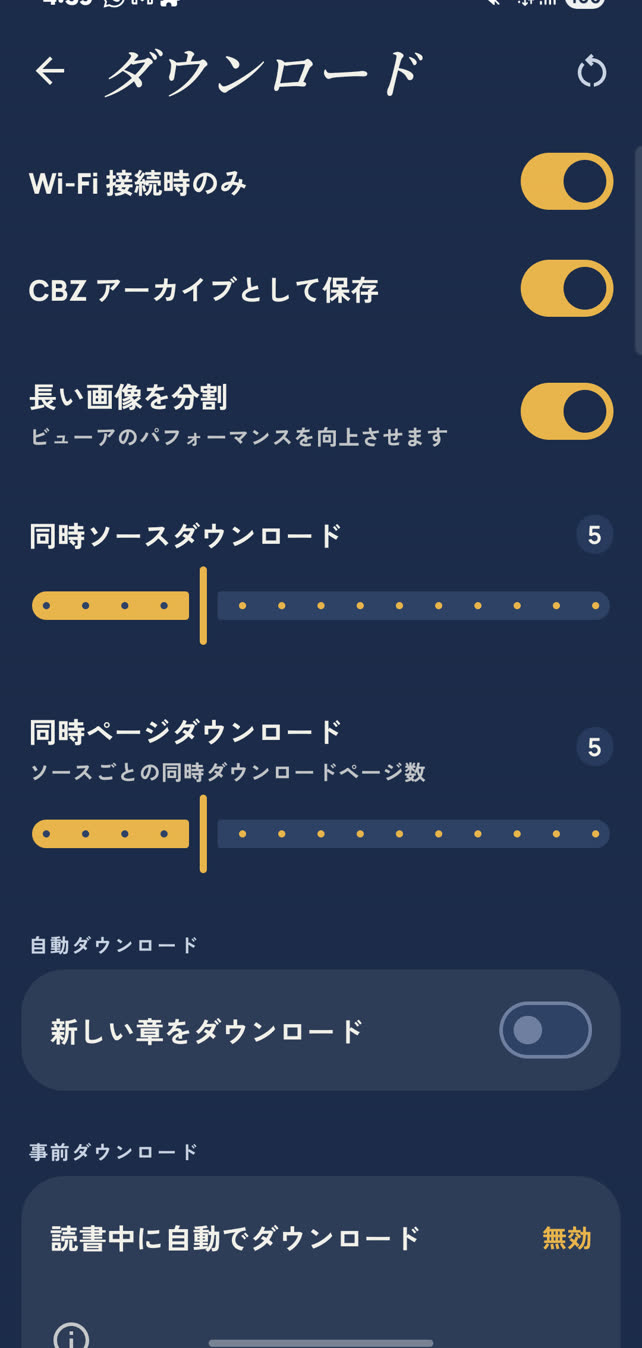 ダウンロード
Wi-Fi 接続時のみ
CBZ アーカイブとして保存
長い画像を分割
ビューアのパフォーマンスを向上させます
同時ソースダウンロード
5
同時ページダウンロード
ソースごとの同時ダウンロードページ数
5
自動ダウンロード
新しい章をダウンロード
事前ダウンロード
読書中に自動でダウンロード
無効